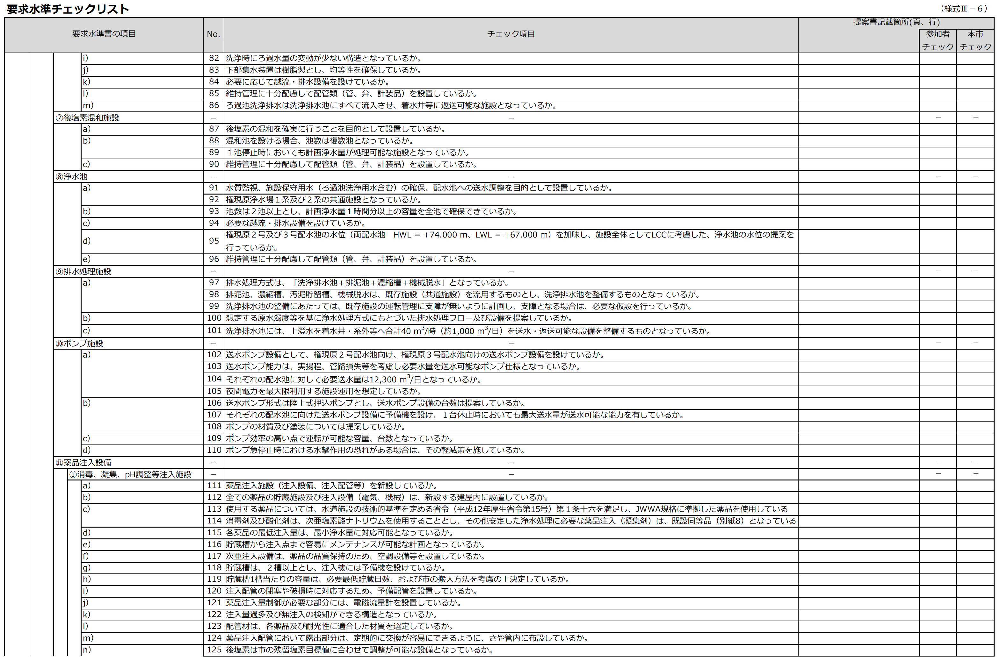 要求水準チェックリスト
（様式Ⅲ－６）
要求水準書の項目 No. チェック項目 提案書記載箇所(頁、行)
参加者チェック 本市チェック
i） 82 洗浄時にろ過水量の変動が少ない構造となっているか。
j） 83 下部集水装置は樹脂製とし、均等性を確保しているか。
k） 84 必要に応じて越流・排水設備を設けているか。
l） 85 維持管理に十分配慮して配管類（管、弁、計装品）を設置しているか。
m） 86 ろ過池洗浄排水は洗浄排水池にすべて流入させ、着水井等に返送可能な施設となっているか。
⑦後塩素混和施設 － － － －
a） 87 後塩素の混和を確実に行うことを目的として設置しているか。
b） 88 混和池を設ける場合、池数は複数池となっているか。
89 １池停止時においても計画浄水量が処理可能な施設となっているか。
c） 90 維持管理に十分配慮して配管類（管、弁、計装品）を設置しているか。
⑧浄水池 － － － －
a） 91 水質監視、施設保守用水（ろ過池洗浄用水含む）の確保、配水池への送水調整を目的として設置しているか。
92 権現原浄水場１系及び２系の共通施設となっているか。
b） 93 池数は２池以上とし、計画浄水量１時間分以上の容量を全池で確保できているか。
c） 94 必要な越流・排水設備を設けているか。
d） 95 権現原２号及び３号配水池の水位（両配水池　HWL = +74.000 m、LWL = +67.000 m）を加味し、施設全体としてLCCに考慮した、浄水池の水位の提案を
行っているか。
e） 96 維持管理に十分配慮して配管類（管、弁、計装品）を設置しているか。
⑨排水処理施設 － － － －
a） 97 排水処理方式は、「洗浄排水池＋排泥池＋濃縮槽＋機械脱水」となっているか。
98 排泥池、濃縮槽、汚泥貯留槽、機械脱水は、既存施設（共通施設）を流用するものとし、洗浄排水池を整備するものとなっているか。
99 洗浄排水池の整備にあたっては、既存施設の運転管理に支障が無いように計画し、支障となる場合は、必要な仮設を行っているか。
b） 100 想定する原水濁度等を基に浄水処理方式にもとづいた排水処理フロー及び設備を提案しているか。
c） 101 洗浄排水池には、上澄水を着水井・系外等へ合計40 m³/時（約1,000 m³/日）を送水・返送可能な設備を整備するものとなっているか。
⑩ポンプ施設 － － － －
a） 102 送水ポンプ設備として、権現原２号配水池向け、権現原３号配水池向けの送水ポンプ設備を設けているか。
103 送水ポンプ能力は、実揚程、管路損失等を考慮し必要水量を送水可能なポンプ仕様となっているか。
104 それぞれの配水池に対して必要送水量は12,300 m³/日となっているか。
105 夜間電力を最大限利用する施設運用を想定しているか。
b） 106 送水ポンプ形式は陸上式押込ポンプとし、送水ポンプ設備の台数は提案しているか。
107 それぞれの配水池に向けた送水ポンプ設備に予備機を設け、１台休止時においても最大送水量が送水可能な能力を有しているか。
108 ポンプの材質及び塗装については提案しているか。
c） 109 ポンプ効率の高い点で運転が可能な容量、台数となっているか。
d） 110 ポンプ急停止時における水撃作用の恐れがある場合は、その軽減策を施しているか。
⑪薬品注入設備 － － － －
①消毒、凝集、pH調整等注入施設 － － － －
a） 111 薬品注入施設（注入設備、注入配管等）を新設しているか。
b） 112 全ての薬品の貯蔵施設及び注入設備（電気、機械）は、新設する建屋内に設置しているか。
c） 113 使用する薬品については、水道施設の技術的基準を定める省令（平成12年厚生省令第15号）第１条十六を満足し、JWWA規格に準拠した薬品を使用している
114 消毒剤及び酸化剤は、次亜塩素酸ナトリウムを使用することとし、その他安定した浄水処理に必要な薬品注入（凝集剤）は、既設同等品（別紙8）となっている
d） 115 各薬品の最低注入量は、最小浄水量に対応可能となっているか。
e） 116 貯蔵槽から注入点まで容易にメンテナンスが可能な計画となっているか。
f） 117 次亜注入設備は、薬品の品質保持のため、空調設備等を設置しているか。
g） 118 貯蔵槽は、２槽以上とし、注入機には予備機を設けているか。
h） 119 貯蔵槽1槽当たりの容量は、必要最低貯蔵日数、および市の搬入方法を考慮の上決定しているか。
i） 120 注入配管の閉塞や破損時に対応するため、予備配管を設置しているか。
j） 121 薬品注入量制御が必要な部分には、電磁流量計を設置しているか。
k） 122 注入量過多及び無注入の検知ができる構造となっているか。
l） 123 配管材は、各薬品及び耐光性に適合した材質を選定しているか。
m） 124 薬品注入配管において露出部分は、定期的に交換が容易にできるように、さや管内に布設しているか。
n） 125 後塩素は市の残留塩素目標値に合わせて調整が可能な設備となっているか。